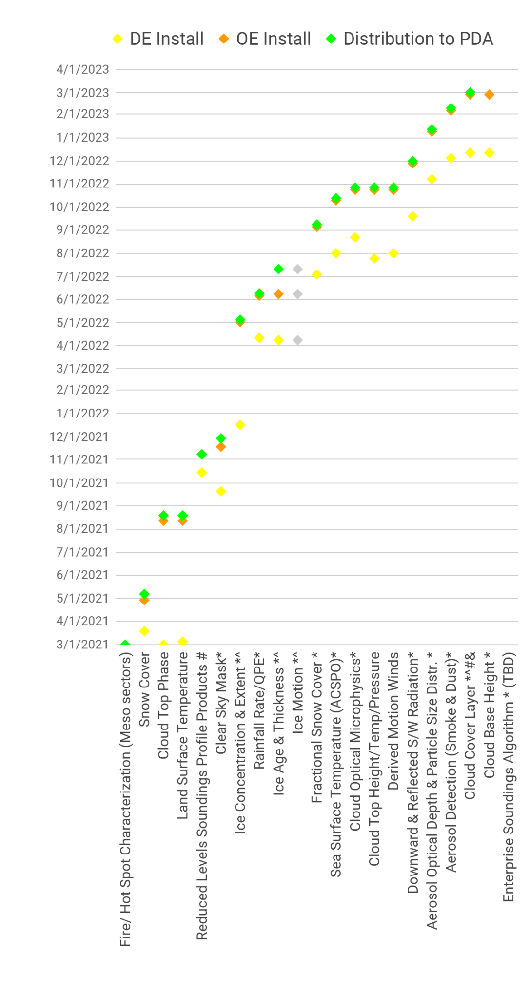 DE Install OE Install Distribution to PDA
4/1/2023
3/1/2023
2/1/2023
1/1/2023
12/1/2022
11/1/2022
10/1/2022
9/1/2022
8/1/2022
7/1/2022
6/1/2022
5/1/2022
4/1/2022
3/1/2022
2/1/2022
1/1/2022
12/1/2021
11/1/2021
10/1/2021
9/1/2021
8/1/2021
7/1/2021
6/1/2021
5/1/2021
4/1/2021
3/1/2021
Fire/ Hot Spot Characterization (Meso sectors)
Snow Cover
Cloud Top Phase
Land Surface Temperature
Reduced Levels Soundings Profile Products #
Clear Sky Mask*
Ice Concentration & Extent *^
Rainfall Rate/QPE*
Ice Age & Thickness *^
Ice Motion *^
Fractional Snow Cover *
Sea Surface Temperature (ACSPO)*
Cloud Optical Microphysics*
Cloud Top Height/Temp/Pressure
Derived Motion Winds
Downward & Reflected S/W Radiation*
Aerosol Optical Depth & Particle Size Distr. *
Aerosol Detection (Smoke & Dust)*
Cloud Cover Layer *^#&
Cloud Base Height *
Enterprise Soundings Algorithm * (TBD)